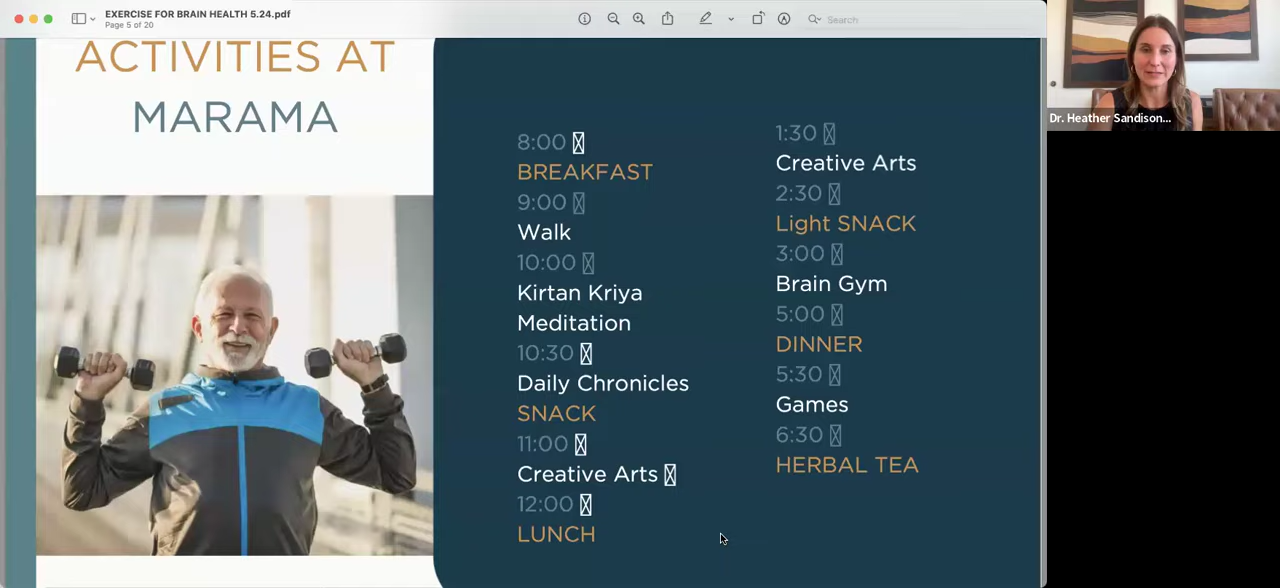 EXERCISE FOR BRAIN HEALTH 5.24.pdf
Page 5 of 20
Search
Dr. Heather Sandison...
ACTIVITIES AT
MARAMA
8:00
BREAKFAST
9:00
Walk
10:00
Kirtan Kriya
Meditation
10:30
Daily Chronicles
SNACK
11:00
Creative Arts
12:00
LUNCH
1:30
Creative Arts
2:30
Light SNACK
3:00
Brain Gym
5:00
DINNER
5:30
Games
6:30
HERBAL TEA